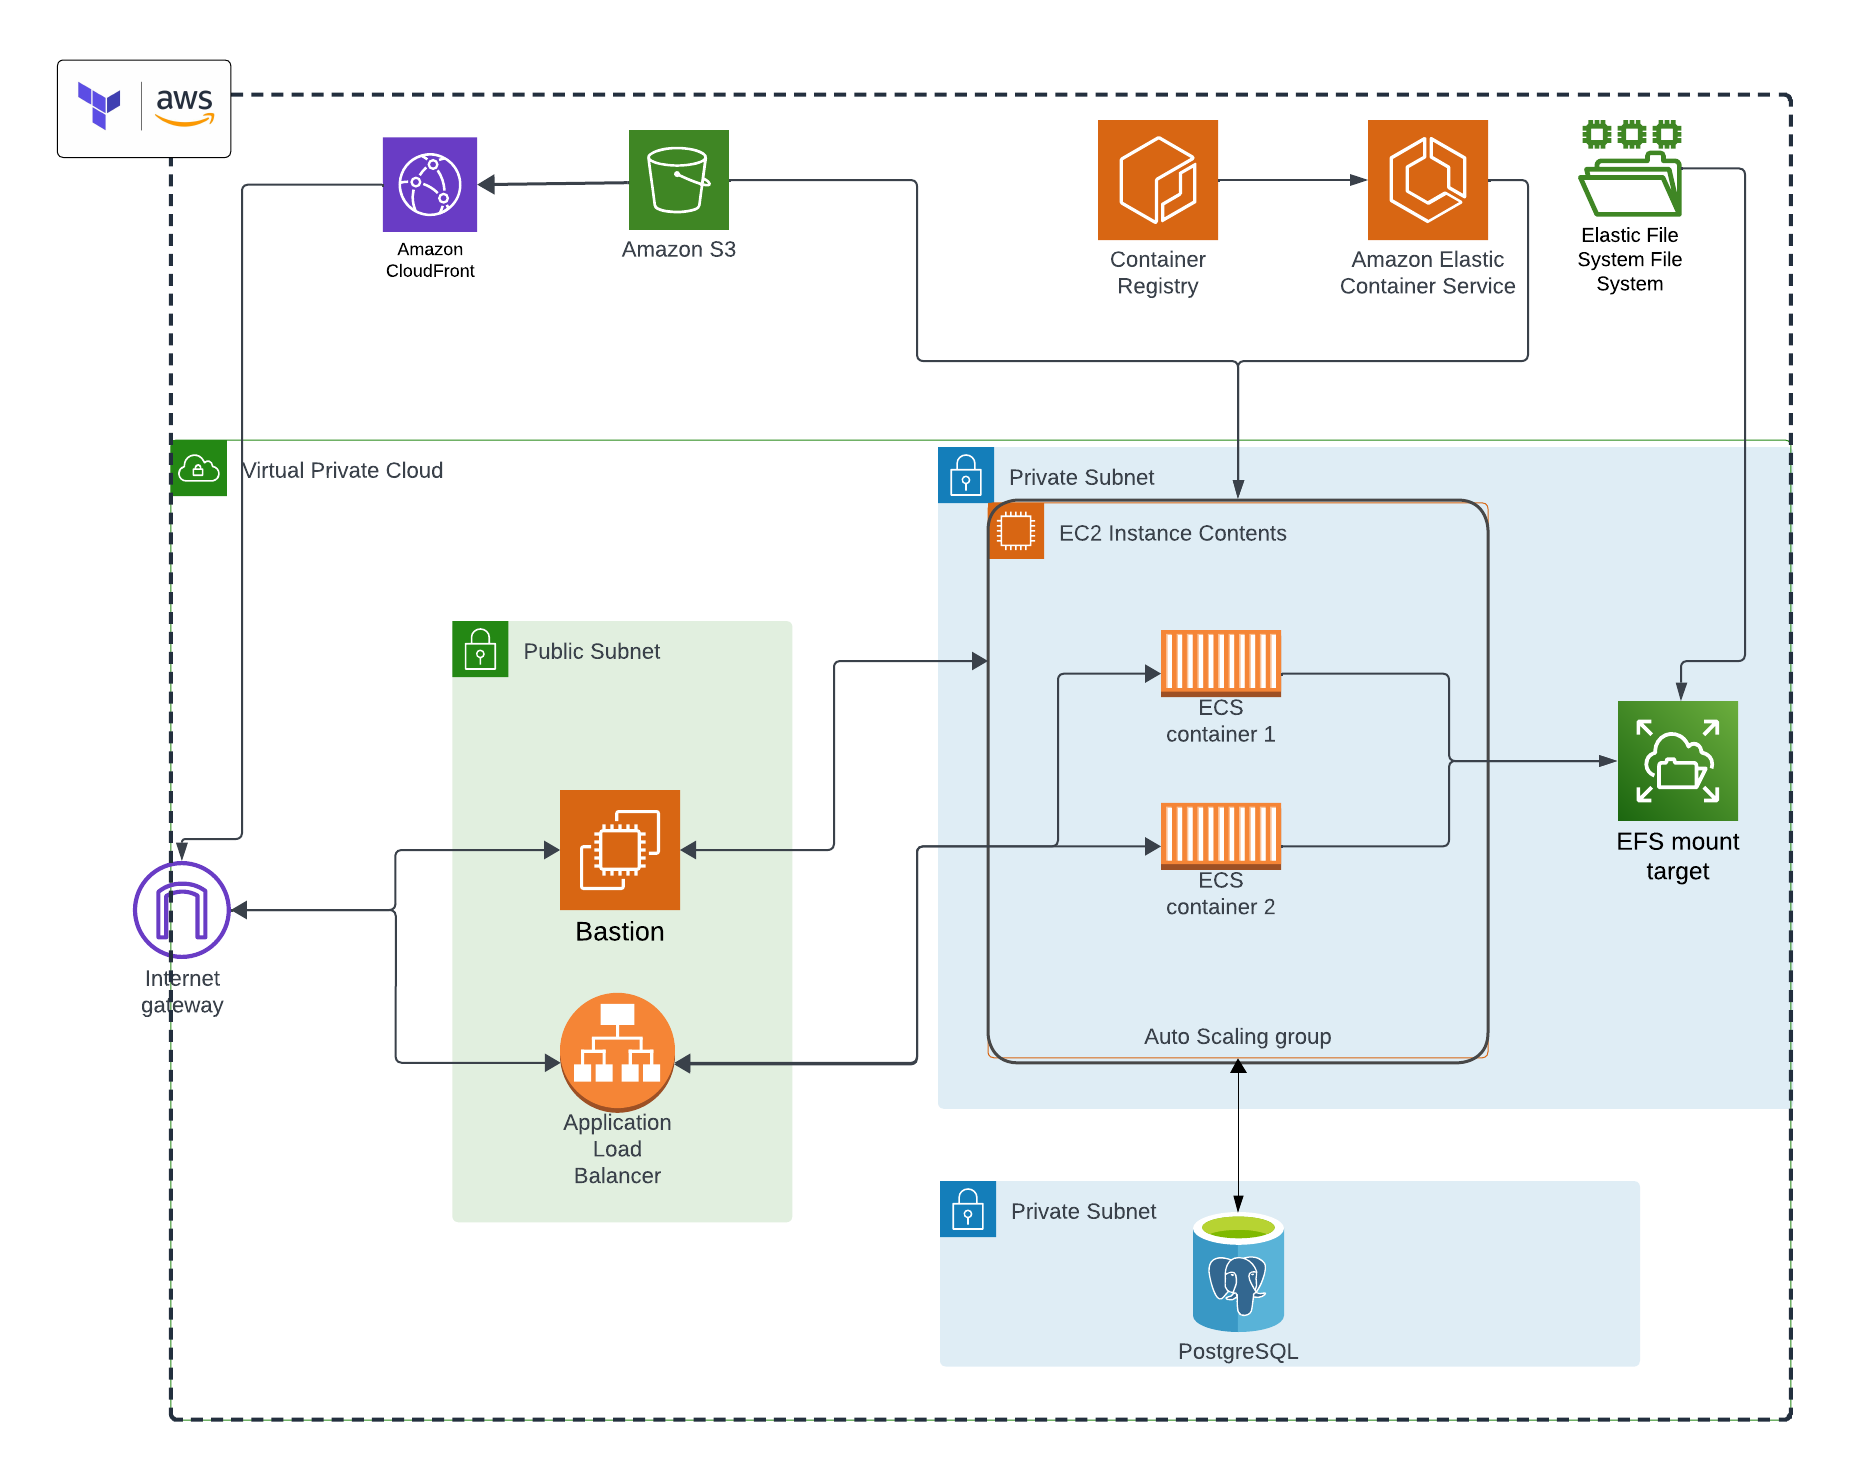 aws
Amazon
CloudFront
Amazon S3
Container
Registry
Amazon Elastic
Container Service
Elastic File
System File
System
Virtual Private Cloud
Private Subnet
EC2 Instance Contents
Public Subnet
ECS
container 1
ECS
container 2
EFS mount
target
Bastion
Internet
gateway
Auto Scaling group
Application
Load
Balancer
Private Subnet
PostgreSQL